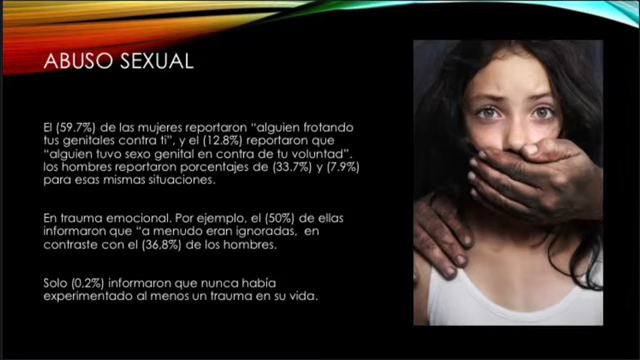 ABUSO SEXUAL
El (59.7%) de las mujeres reportaron “alguien frotando
tus genitales contra ti”, y el (12.8%) reportaron que
“alguien tuvo sexo genital en contra de tu voluntad”.
los hombres reportaron porcentajes de (33.7%) y (7.9%)
para esas mismas situaciones.
En trauma emocional. Por ejemplo, el (50%) de ellas
informaron que “a menudo eran ignoradas, en
contraste con el (36,8%) de los hombres.
Solo (0,2%) informaron que nunca había
experimentado al menos un trauma en su vida.